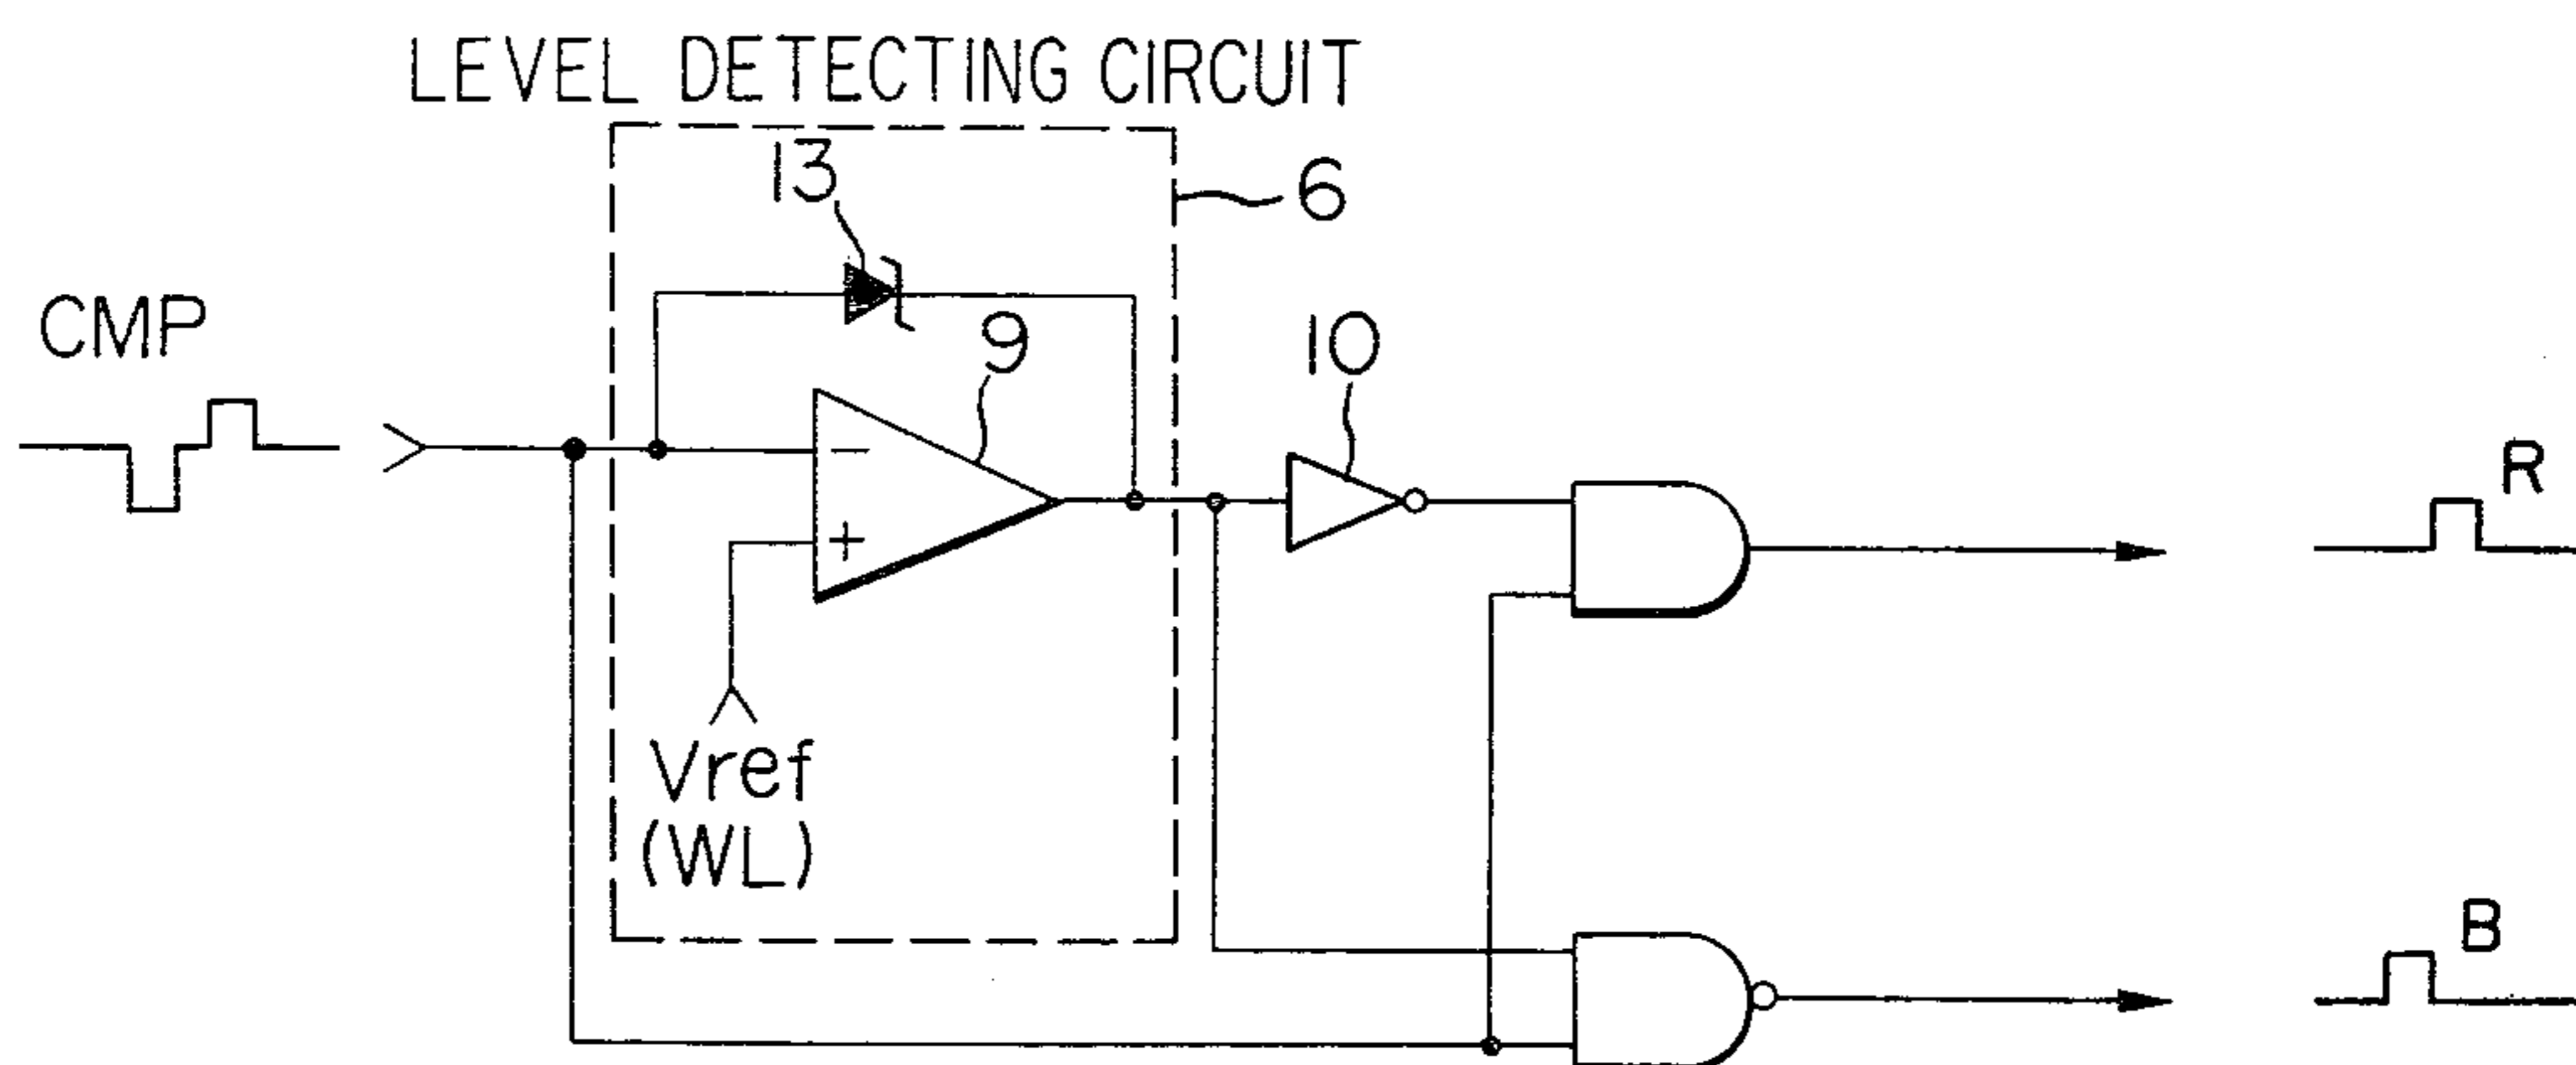 LEVEL DETECTING CIRCUIT
13
6
CMP
9
10
−
+
R
Vref
(WL)
B